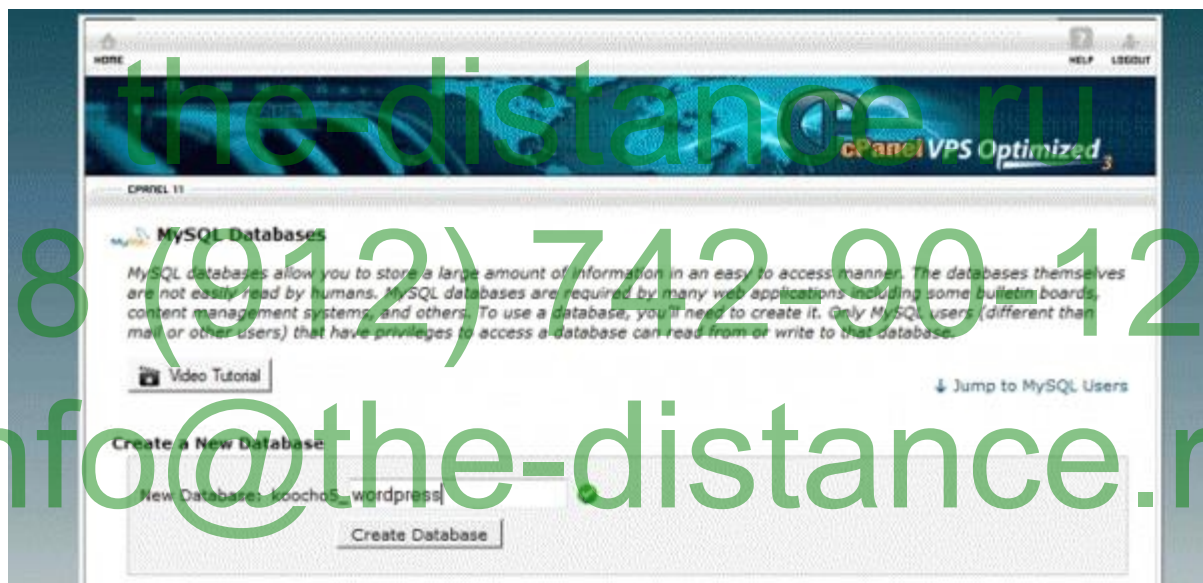 HOME
HELP LOGOUT
the-distance.ru
cPanel VPS Optimized 3
CPANEL 11
MySQL Databases
8 (912) 742-90-12
MySQL databases allow you to store a large amount of information in an easy to access manner. The databases themselves
are not easily read by humans. MySQL databases are required by many web applications including some bulletin boards,
content management systems, and others. To use a database, you'll need to create it. Only MySQL users (different than
mail or other users) that have privileges to access a database can read from or write to that database.
Video Tutorial
↓ Jump to MySQL Users
Create a New Database
nfo@the-distance.r
New Database: koocho5_ wordpress
Create Database